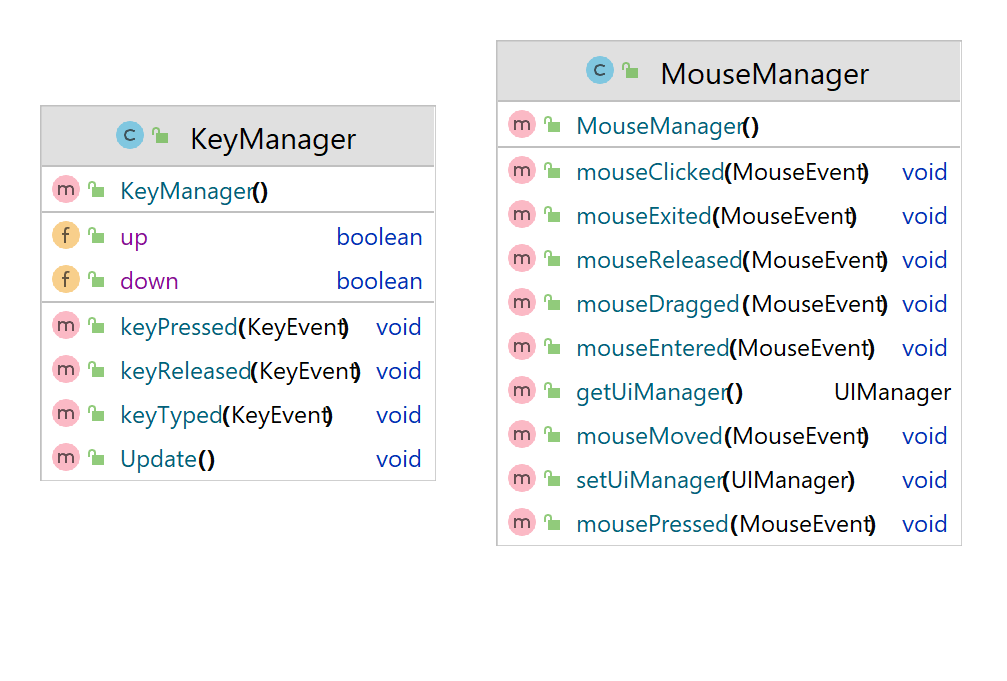 C KeyManager
m KeyManager()
f up boolean
f down boolean
m keyPressed(KeyEvent) void
m keyReleased(KeyEvent) void
m keyTyped(KeyEvent) void
m Update() void
C MouseManager
m MouseManager()
m mouseClicked(MouseEvent) void
m mouseExited(MouseEvent) void
m mouseReleased(MouseEvent) void
m mouseDragged(MouseEvent) void
m mouseEntered(MouseEvent) void
m getUiManager() UIManager
m mouseMoved(MouseEvent) void
m setUiManager(UIManager) void
m mousePressed(MouseEvent) void